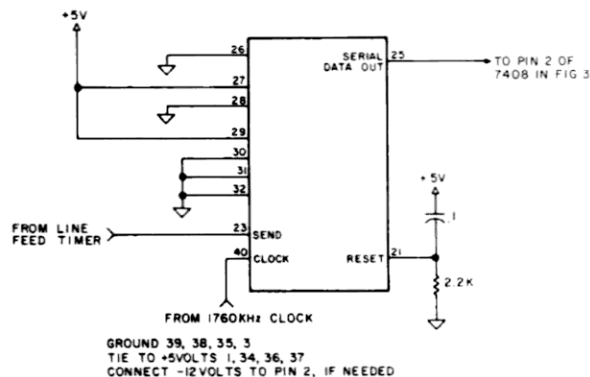 +5V
26
27
28
29
30
31
32
SERIAL
DATA OUT
25
TO PIN 2 OF
7408 IN FIG 3
+5V
.1
FROM LINE
FEED TIMER
23
SEND
40
CLOCK
RESET
21
2.2K
FROM 1760KHz CLOCK
GROUND 39, 38, 35, 3
TIE TO +5VOLTS 1, 34, 36, 37
CONNECT -12VOLTS TO PIN 2, IF NEEDED